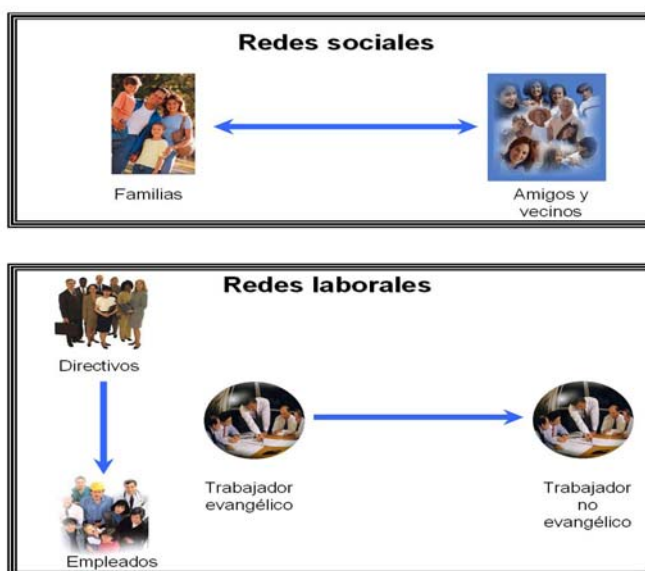 Redes sociales
Familias
Amigos y
vecinos
Redes laborales
Directivos
Empleados
Trabajador
evangélico
Trabajador
no
evangélico